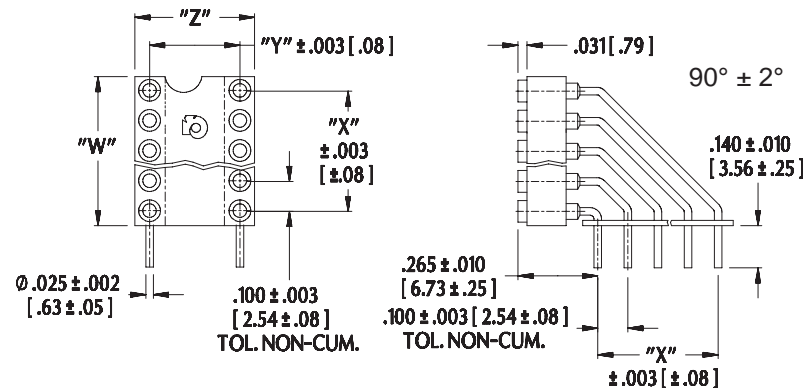 "Z"
"Y" ±.003 [.08]
"W"
"X"
±.003
[±.08]
Ø .025 ±.002
[.63 ±.05]
.100 ±.003
[2.54 ±.08]
TOL. NON-CUM.
.031 [.79]
90° ± 2°
.140 ±.010
[3.56 ±.25]
.265 ±.010
[6.73 ±.25]
.100 ±.003 [2.54 ±.08]
TOL. NON-CUM.
"X"
±.003 [±.08]